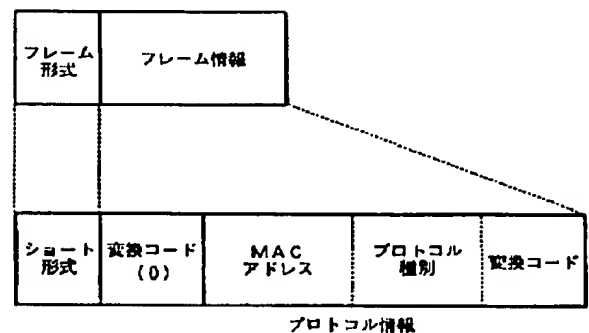 フレーム
形式
フレーム情報
ショート
形式
変換コード
(0)
MAC
アドレス
プロトコル
種別
変換コード
プロトコル情報